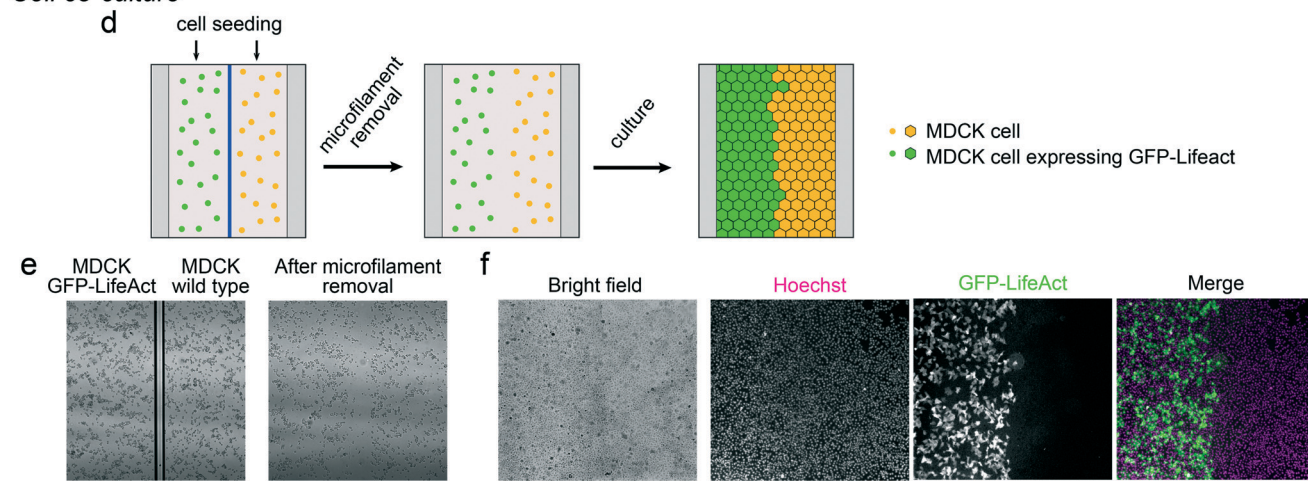 Cell co-culture
d
cell seeding
microfilament
removal
culture
MDCK cell
MDCK cell expressing GFP-Lifeact
e
MDCK
GFP-LifeAct
MDCK
wild type
After microfilament
removal
f
Bright field
Hoechst
GFP-LifeAct
Merge